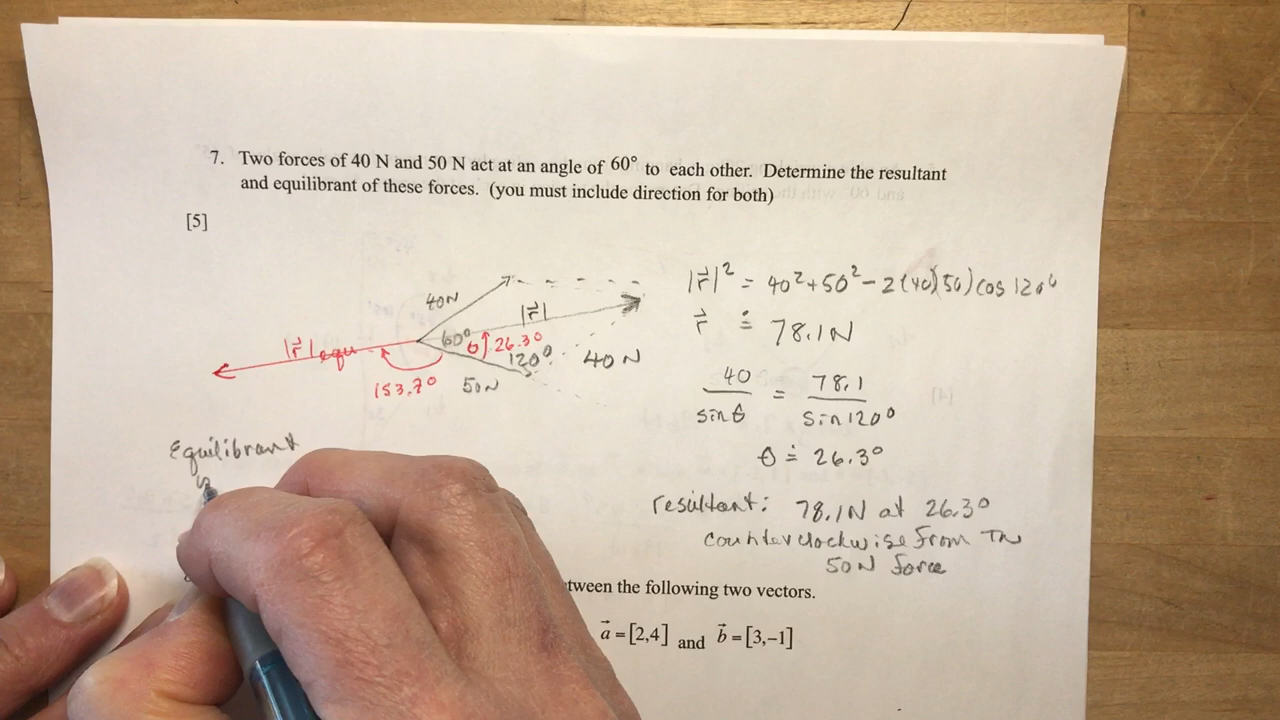 7. Two forces of 40 N and 50 N act at an angle of 60° to each other. Determine the resultant
and equilibrant of these forces. (you must include direction for both)
[5]
40N
|r⃗|
60°
θ
26.3°
120°
40 N
|r⃗|equ
153.7°
50N
|r⃗|² = 40²+50²-2(40)(50)cos120°
r⃗ ≐ 78.1N
40/sinθ = 78.1/sin120°
θ ≐ 26.3°
resultant: 78.1N at 26.3°
counterclockwise from the
50N force
Equilibrant
tween the following two vectors.
a⃗ = [2,4] and b⃗ = [3,-1]